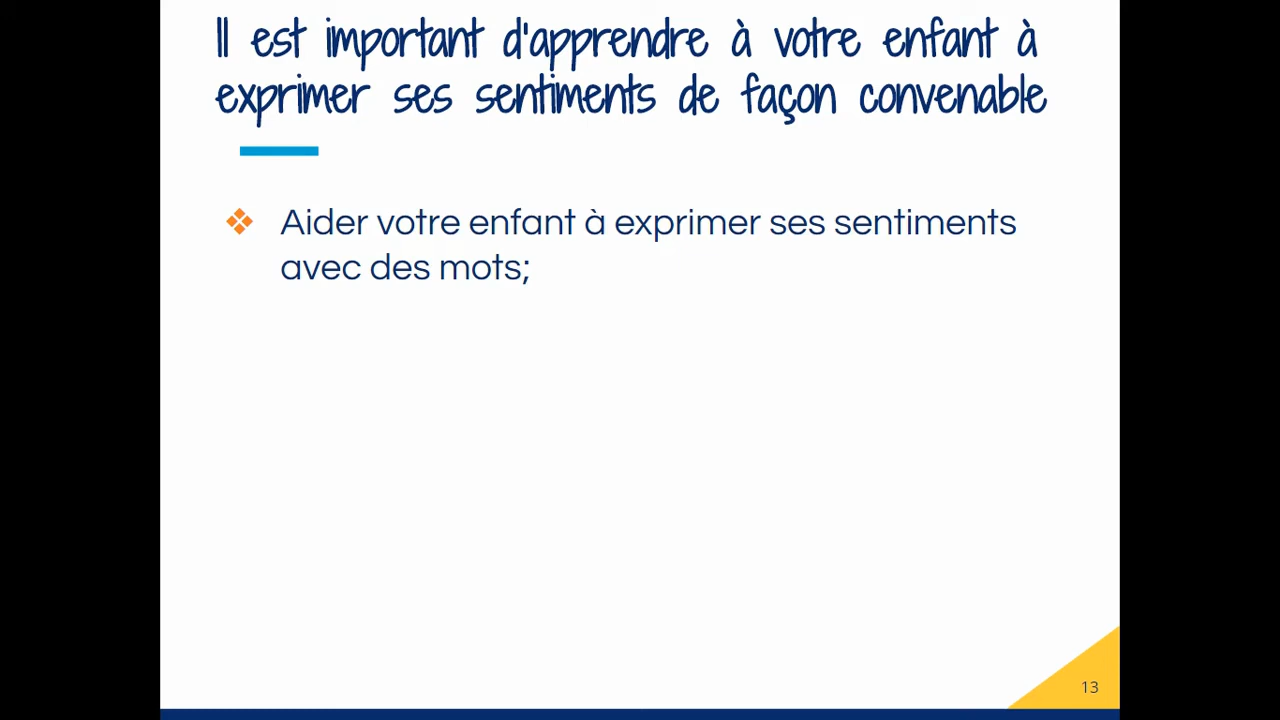 Il est important d'apprendre à votre enfant à
exprimer ses sentiments de façon convenable
Aider votre enfant à exprimer ses sentiments
avec des mots;
13